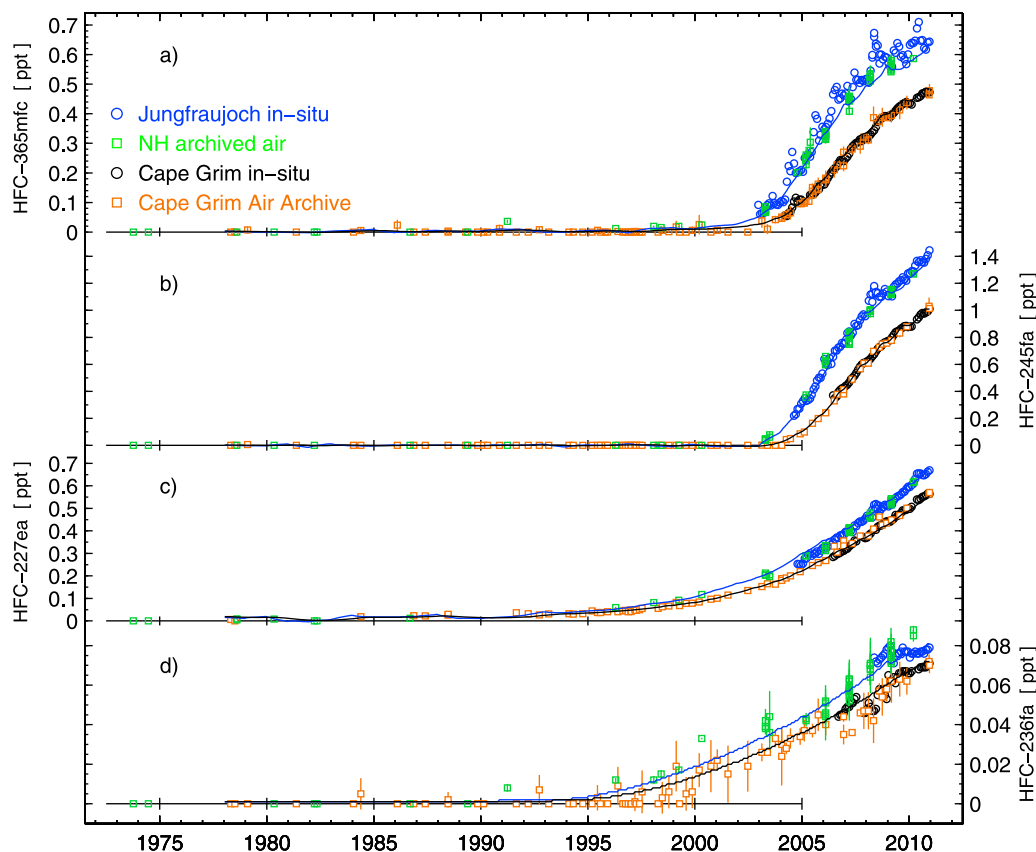 0.7
a)
0.6
0.5
Jungfraujoch in-situ
0.4
NH archived air
0.3
Cape Grim in-situ
0.2
Cape Grim Air Archive
0.1
0
HFC-365mfc [ ppt ]
b)
1.4
1.2
1
0.8
0.6
0.4
0.2
0
HFC-245fa [ ppt ]
0.7
c)
0.6
0.5
0.4
0.3
0.2
0.1
0
HFC-227ea [ ppt ]
d)
0.08
0.06
0.04
0.02
0
HFC-236fa [ ppt ]
1975 1980 1985 1990 1995 2000 2005 2010